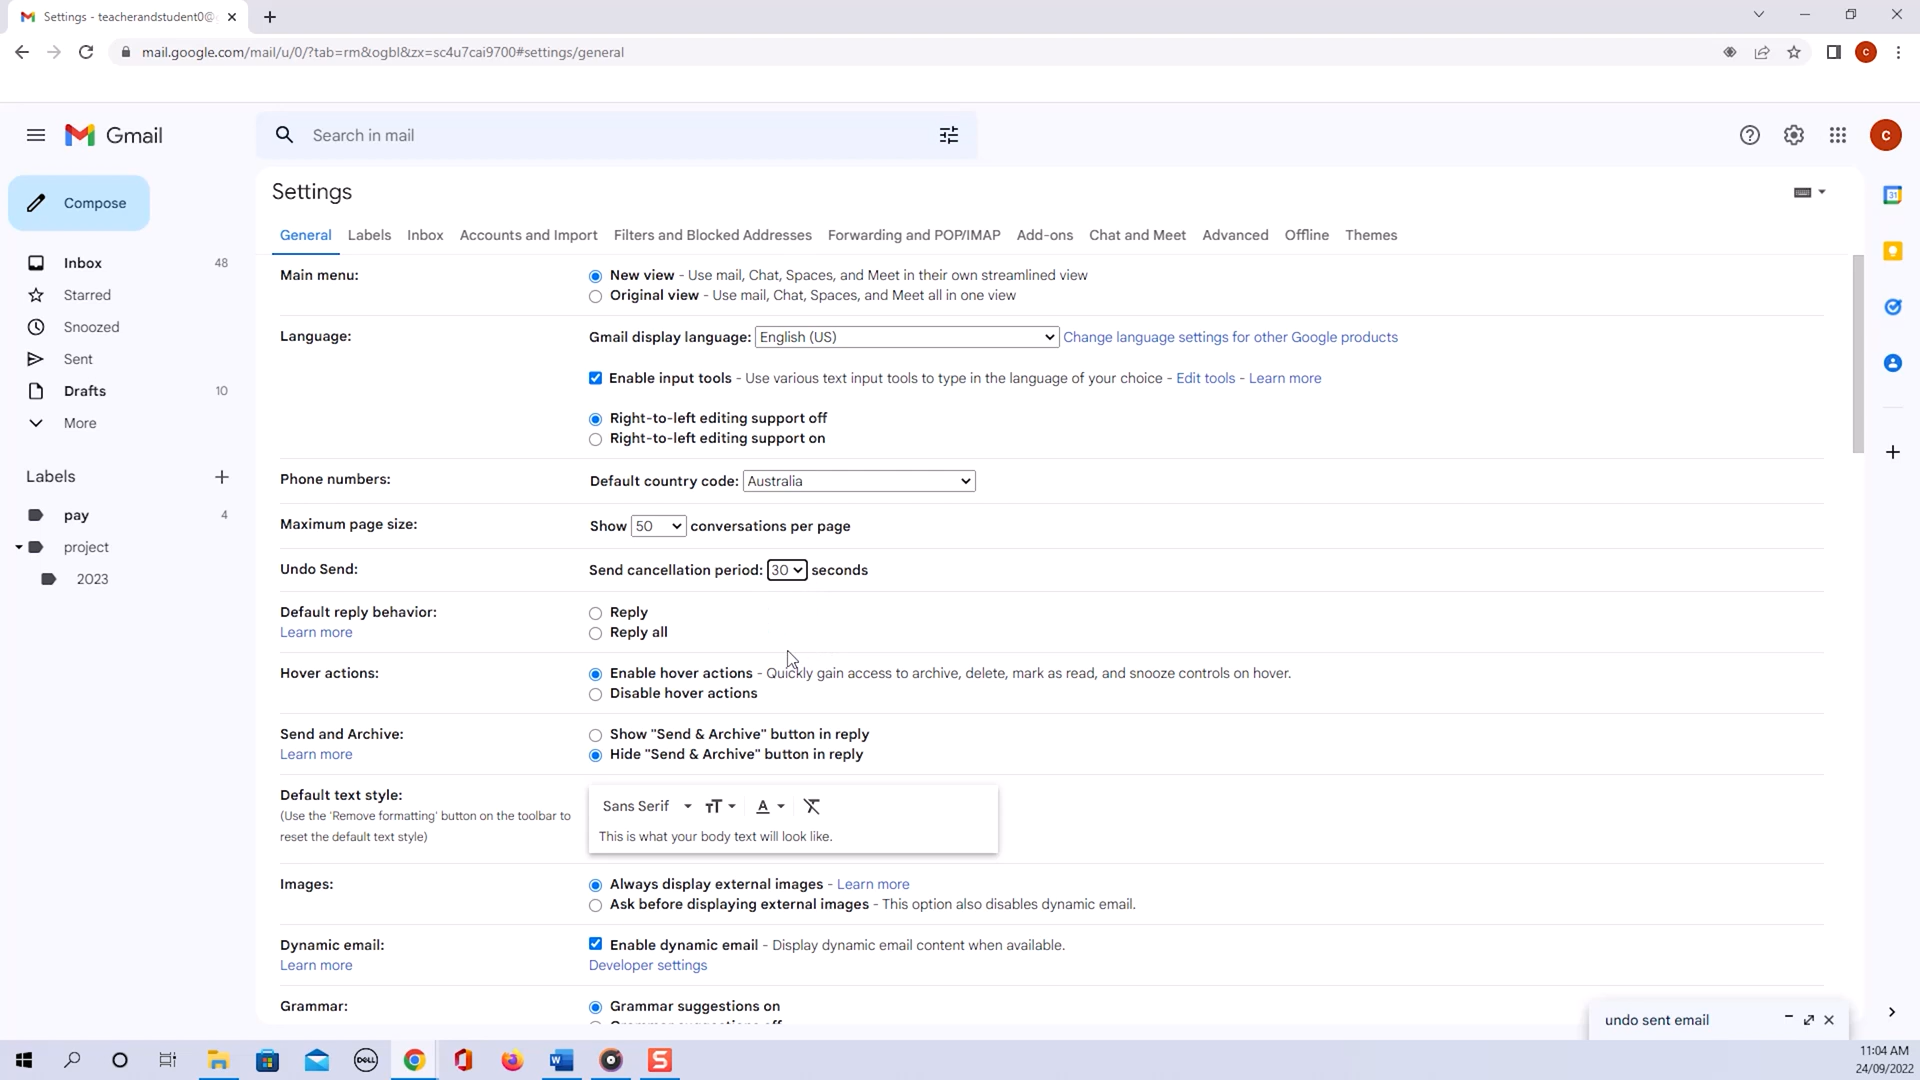 Settings - teacherandstudent0@
mail.google.com/mail/u/0/?tab=rm&ogbl&zx=sc4u7cai9700#settings/general
C
Gmail
Search in mail
C
Compose
Inbox 48
Starred
Snoozed
Sent
Drafts 10
More
Labels
pay 4
project
2023
Settings
General Labels Inbox Accounts and Import Filters and Blocked Addresses Forwarding and POP/IMAP Add-ons Chat and Meet Advanced Offline Themes
Main menu: New view - Use mail, Chat, Spaces, and Meet in their own streamlined view
Original view - Use mail, Chat, Spaces, and Meet all in one view
Language: Gmail display language: English (US) Change language settings for other Google products
Enable input tools - Use various text input tools to type in the language of your choice - Edit tools - Learn more
Right-to-left editing support off
Right-to-left editing support on
Phone numbers: Default country code: Australia
Maximum page size: Show 50 conversations per page
Undo Send: Send cancellation period: 30 seconds
Default reply behavior: Reply
Learn more Reply all
Hover actions: Enable hover actions - Quickly gain access to archive, delete, mark as read, and snooze controls on hover.
Disable hover actions
Send and Archive: Show "Send & Archive" button in reply
Learn more Hide "Send & Archive" button in reply
Default text style:
(Use the 'Remove formatting' button on the toolbar to
reset the default text style)
Sans Serif
This is what your body text will look like.
Images: Always display external images - Learn more
Ask before displaying external images - This option also disables dynamic email.
Dynamic email: Enable dynamic email - Display dynamic email content when available.
Learn more Developer settings
Grammar: Grammar suggestions on
Grammar suggestions off
undo sent email
31
DELL
W
S
11:04 AM
24/09/2022